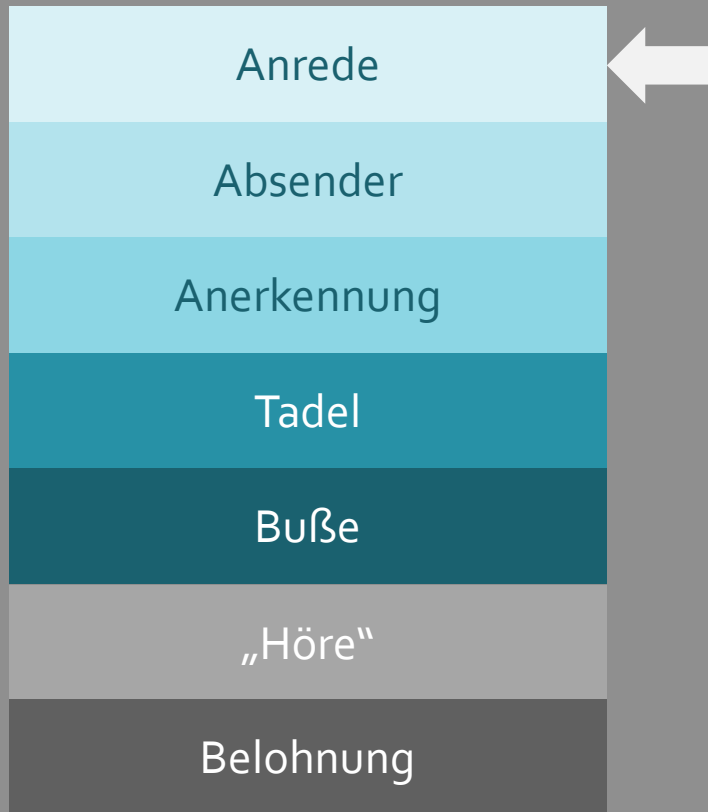 Anrede
Absender
Anerkennung
Tadel
Buße
„Höre“
Belohnung